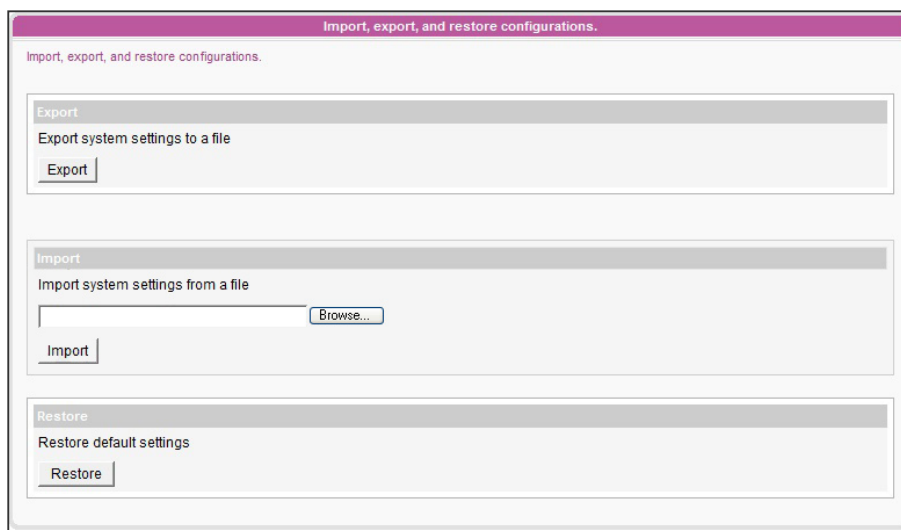 Import, export, and restore configurations.
Import, export, and restore configurations.
Export
Export system settings to a file
Export
Import
Import system settings from a file
Browse...
Import
Restore
Restore default settings
Restore